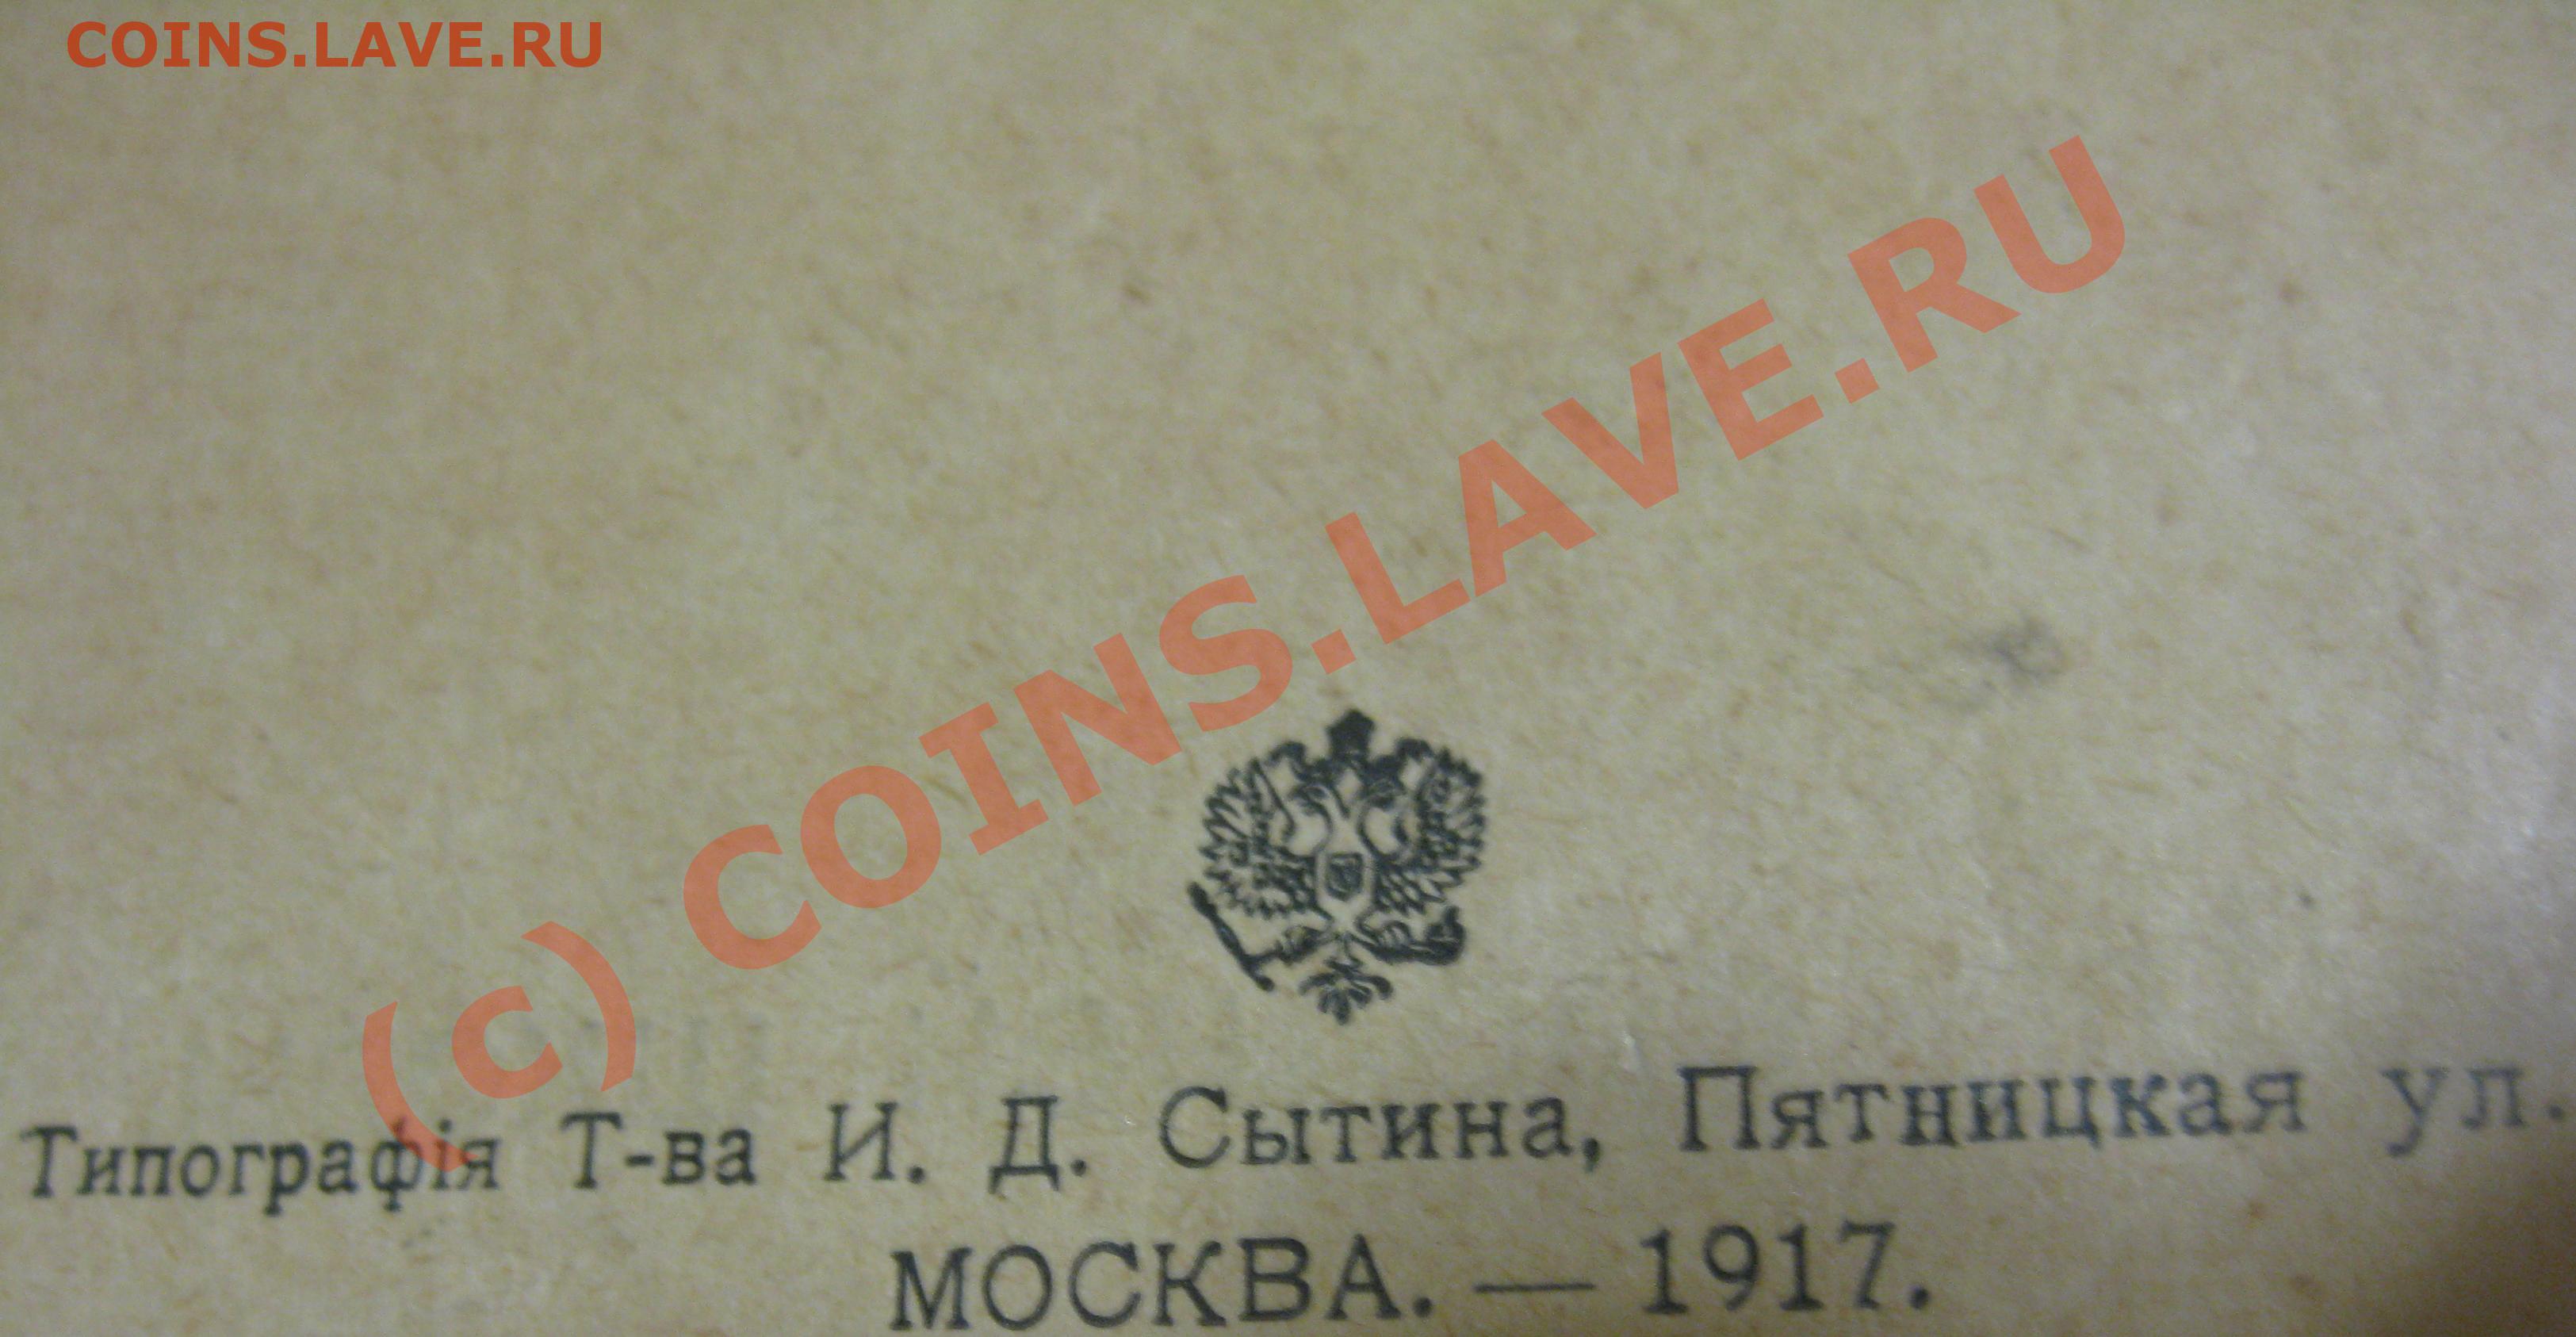 COINS.LAVE.RU
(c) COINS.LAVE.RU
Типографія Т-ва И. Д. Сытина, Пятницкая ул.
МОСКВА. — 1917.